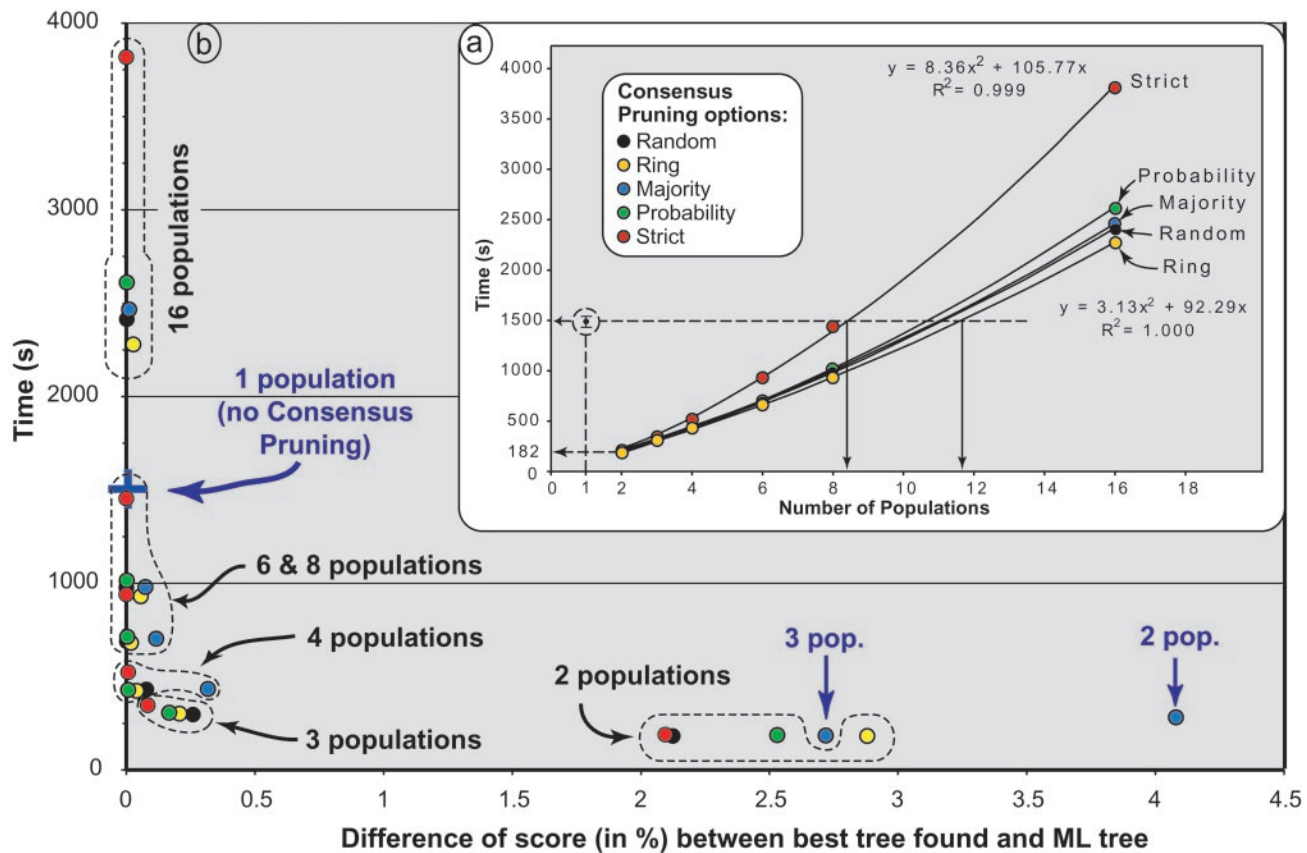 b
a
Time (s)
4000
3000
2000
1000
0
0
0.5
1
1.5
2
2.5
3
3.5
4
4.5
Difference of score (in %) between best tree found and ML tree
16 populations
1 population
(no Consensus
Pruning)
6 & 8 populations
4 populations
3 populations
2 populations
3 pop.
2 pop.
Time (s)
4000
3500
3000
2500
2000
1500
1000
500
182
0
0
1
2
4
6
8
10
12
14
16
18
Number of Populations
Consensus
Pruning options:
Random
Ring
Majority
Probability
Strict
y = 8.36x² + 105.77x
R² = 0.999
Strict
Probability
Majority
Random
Ring
y = 3.13x² + 92.29x
R² = 1.000